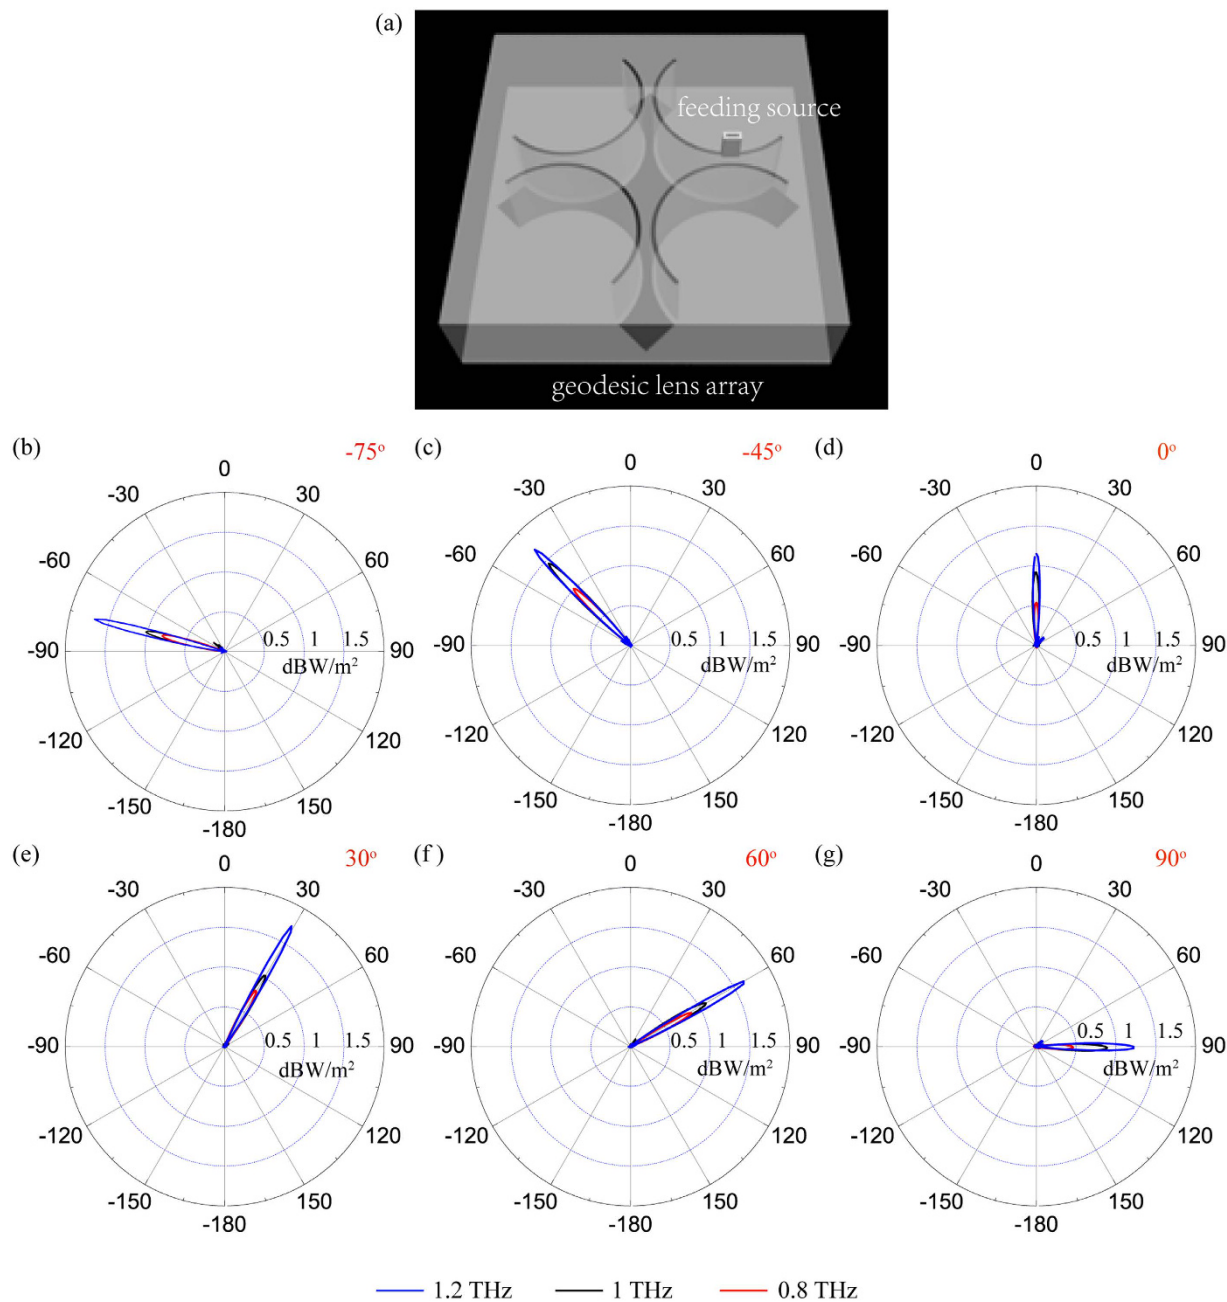 (a)
feeding source
geodesic lens array
(b) -75° (c) -45° (d) 0°
0 0 0
-30 30 -30 30 -30 30
-60 60 -60 60 -60 60
0.5 1 1.5 0.5 1 1.5 0.5 1 1.5
-90 90 -90 90 -90 90
dBW/m² dBW/m² dBW/m²
-120 120 -120 120 -120 120
-150 150 -150 150 -150 150
-180 -180 -180
(e) 30° (f ) 60° (g) 90°
0 0 0
-30 30 -30 30 -30 30
-60 60 -60 60 -60 60
0.5 1 1.5 0.5 1 1.5 0.5 1 1.5
-90 90 -90 90 -90 90
dBW/m² dBW/m² dBW/m²
-120 120 -120 120 -120 120
-150 150 -150 150 -150 150
-180 -180 -180
1.2 THz 1 THz 0.8 THz